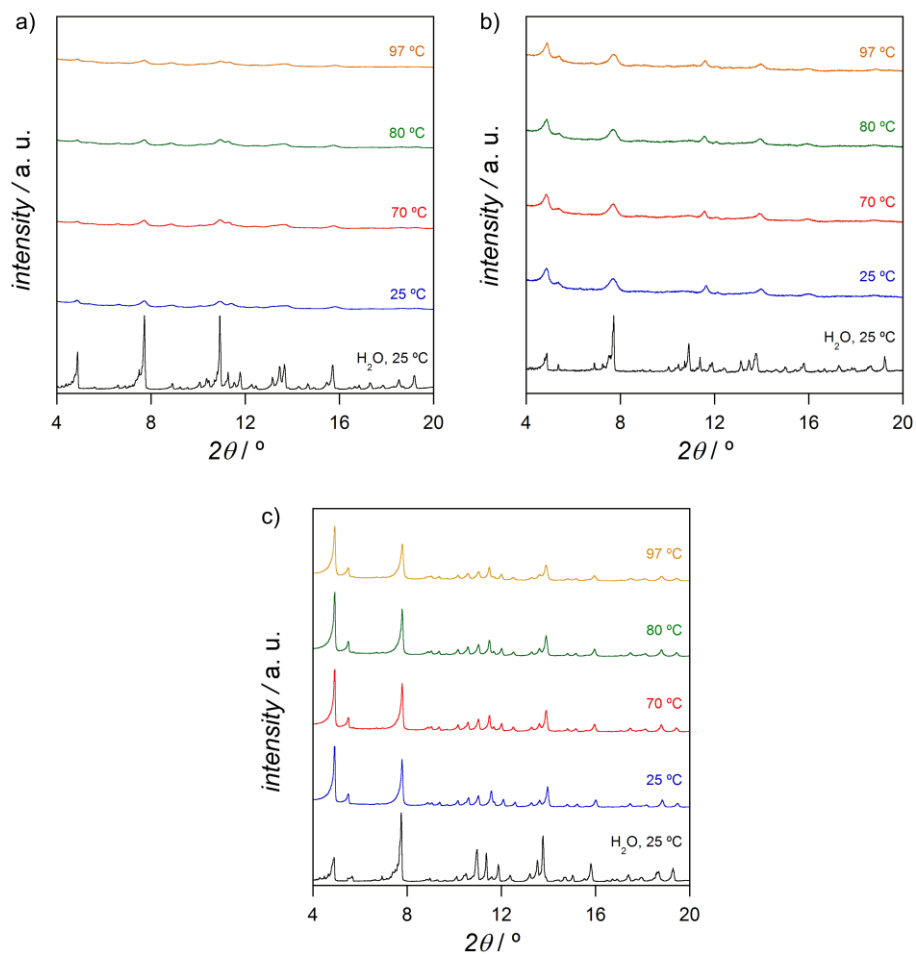 a)
97 ºC
80 ºC
70 ºC
25 ºC
H₂O, 25 ºC
intensity / a. u.
4 8 12 16 20
2θ / º
b)
97 ºC
80 ºC
70 ºC
25 ºC
H₂O, 25 ºC
intensity / a. u.
4 8 12 16 20
2θ / º
c)
97 ºC
80 ºC
70 ºC
25 ºC
H₂O, 25 ºC
intensity / a. u.
4 8 12 16 20
2θ / º